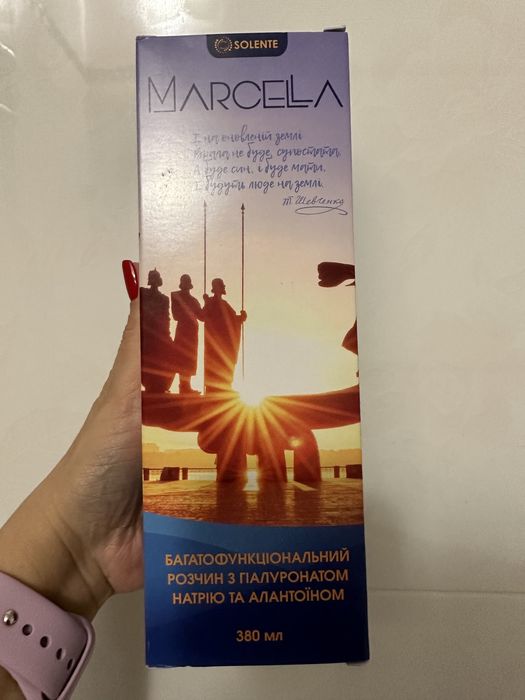 SOLENTE
MARCELLA
І на оновленій землі
Врага не буде, супостата,
А буде син, і буде мати,
І будуть люде на землі.
Т. Шевченко
БАГАТОФУНКЦІОНАЛЬНИЙ
РОЗЧИН З ГІАЛУРОНАТОМ
НАТРІЮ ТА АЛАНТОЇНОМ
380 мл